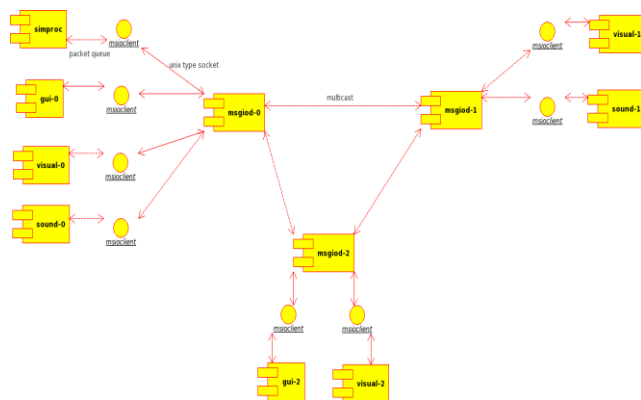 simproc
msioclient
packet queue
unix type socket
gui-0
msioclient
msgiod-0
multicast
msgiod-1
visual-1
msioclient
sound-1
msioclient
visual-0
msioclient
sound-0
msioclient
msgiod-2
msioclient
msioclient
gui-2
visual-2